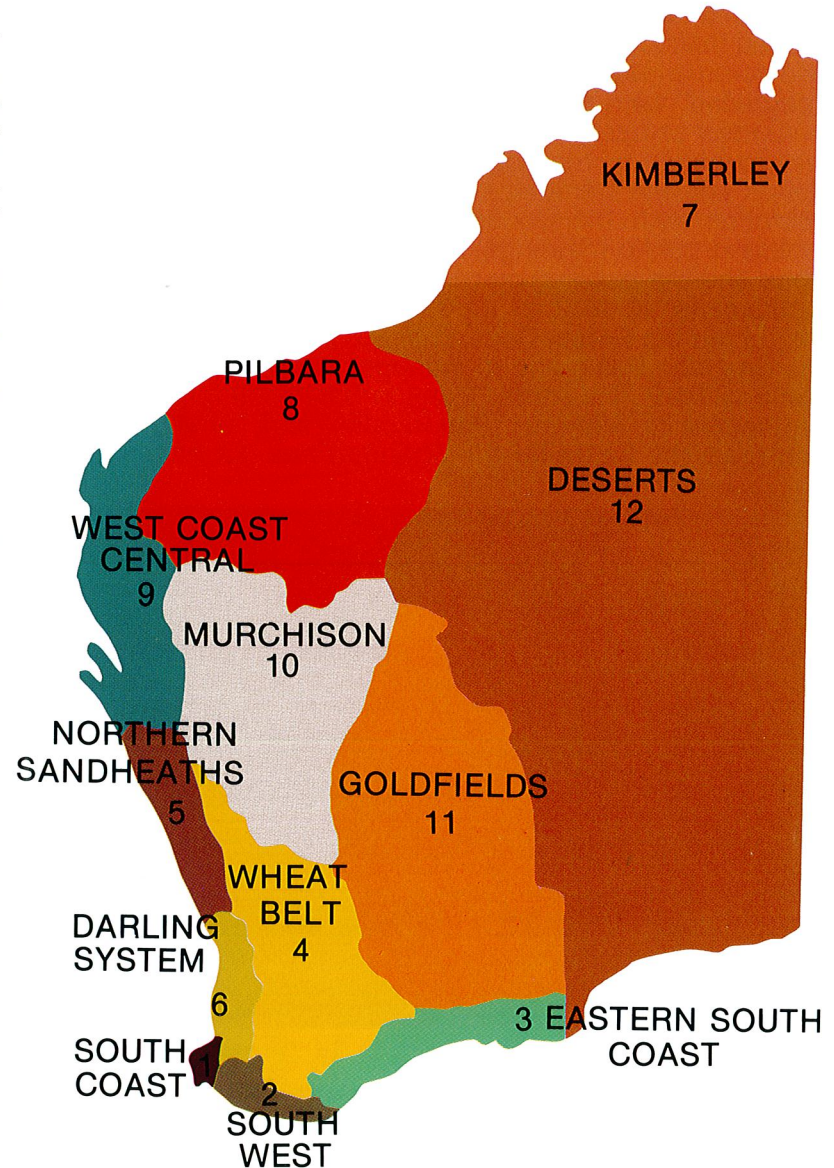 KIMBERLEY
7
PILBARA
8
DESERTS
12
WEST COAST
CENTRAL
9
MURCHISON
10
NORTHERN
SANDHEATHS
5
GOLDFIELDS
11
WHEAT
BELT
4
DARLING
SYSTEM
6
3 EASTERN SOUTH
COAST
SOUTH
COAST
1
2
SOUTH
WEST